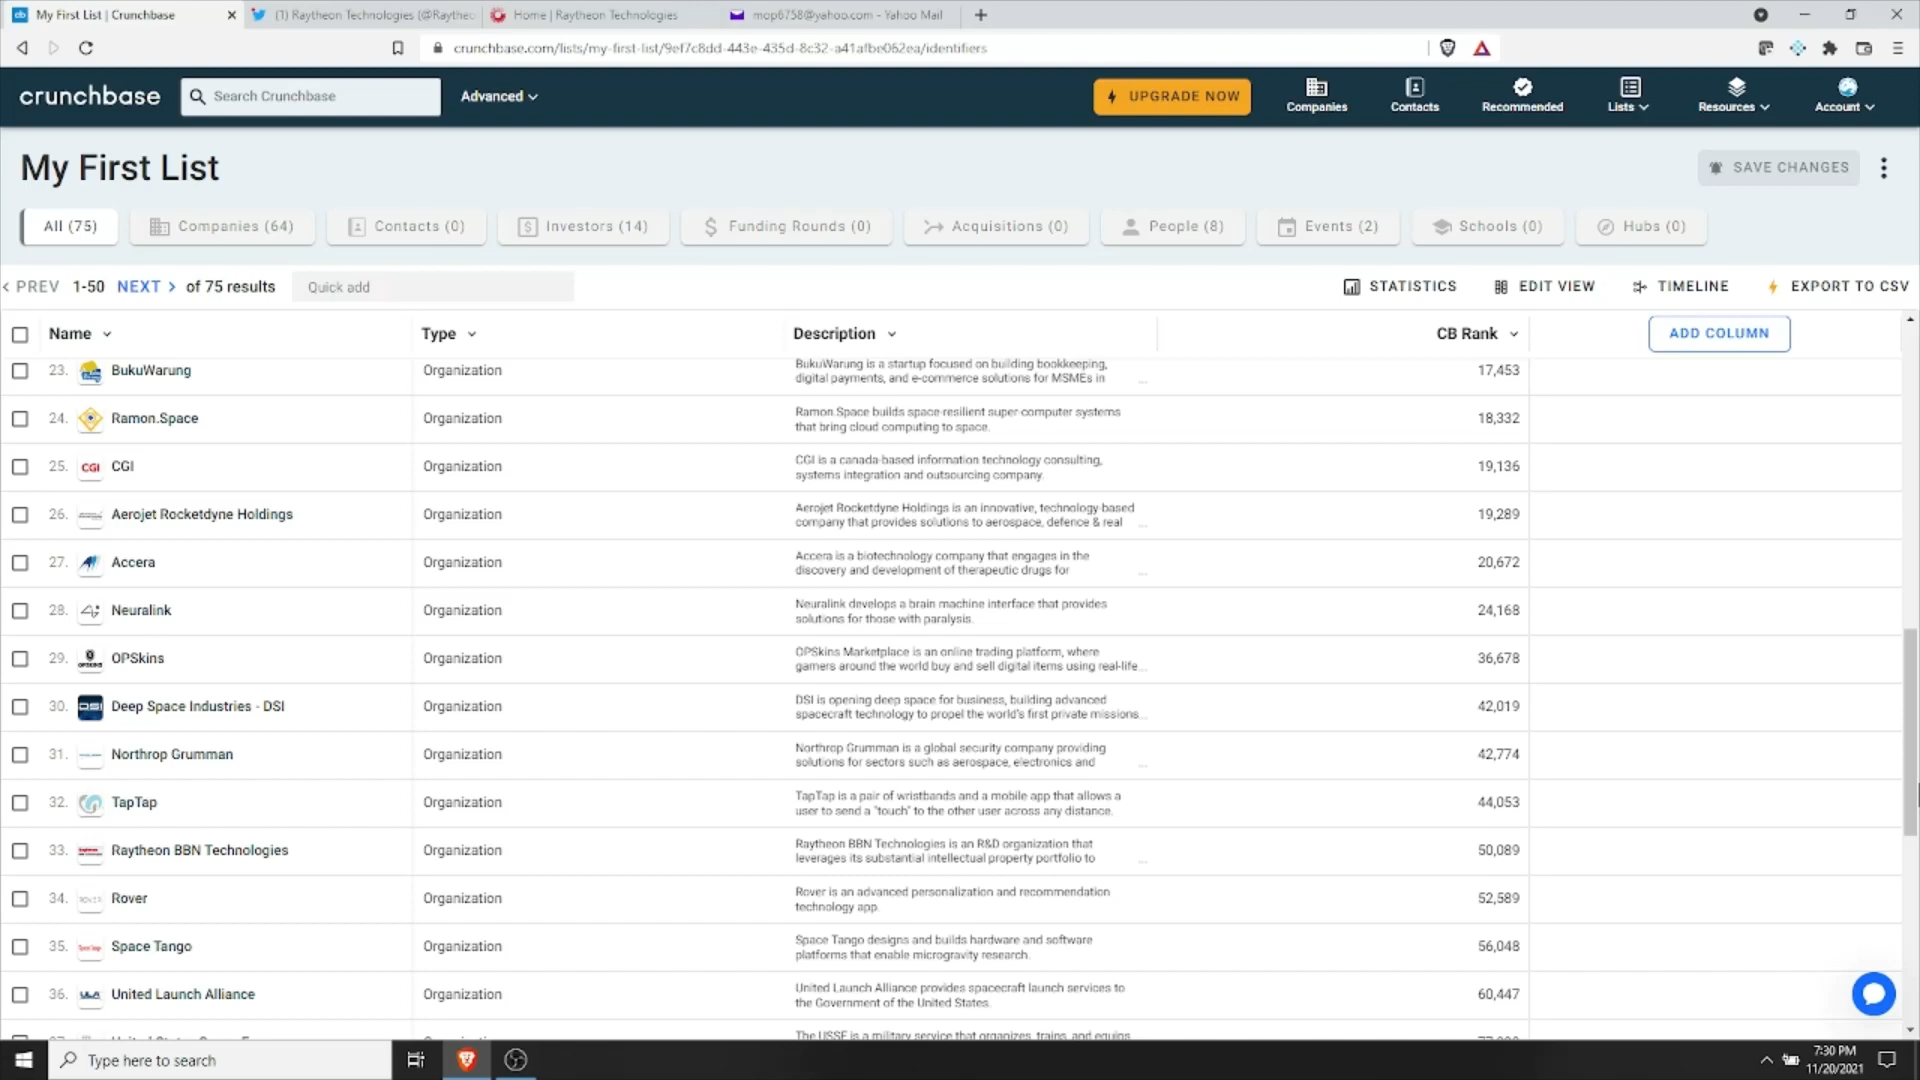 My First List | Crunchbase
(1) Raytheon Technologies (@Raytheo
Home | Raytheon Technologies
mop6758@yahoo.com - Yahoo Mail
crunchbase.com/lists/my-first-list/9ef7c8dd-443e-435d-8c32-a41afbe062ea/identifiers
crunchbase
Search Crunchbase
Advanced
UPGRADE NOW
Companies
Contacts
Recommended
Lists
Resources
Account
My First List
SAVE CHANGES
All (75)
Companies (64)
Contacts (0)
Investors (14)
Funding Rounds (0)
Acquisitions (0)
People (8)
Events (2)
Schools (0)
Hubs (0)
< PREV 1-50 NEXT > of 75 results
Quick add
STATISTICS
EDIT VIEW
TIMELINE
EXPORT TO CSV
Name
Type
Description
CB Rank
ADD COLUMN
23. BukuWarung
Organization
BukuWarung is a startup focused on building bookkeeping,
digital payments, and e-commerce solutions for MSMEs in ...
17,453
24. Ramon.Space
Organization
Ramon.Space builds space-resilient super-computer systems
that bring cloud computing to space.
18,332
25. CGI CGI
Organization
CGI is a canada-based information technology consulting,
systems integration and outsourcing company.
19,136
26. Aerojet Rocketdyne Holdings
Organization
Aerojet Rocketdyne Holdings is an innovative, technology-based
company that provides solutions to aerospace, defence & real ...
19,289
27. Accera
Organization
Accera is a biotechnology company that engages in the
discovery and development of therapeutic drugs for ...
20,672
28. Neuralink
Organization
Neuralink develops a brain machine interface that provides
solutions for those with paralysis.
24,168
29. OPSkins
Organization
OPSkins Marketplace is an online trading platform, where
gamers around the world buy and sell digital items using real-life...
36,678
30. DSI Deep Space Industries - DSI
Organization
DSI is opening deep space for business, building advanced
spacecraft technology to propel the world's first private missions...
42,019
31. Northrop Grumman
Organization
Northrop Grumman is a global security company providing
solutions for sectors such as aerospace, electronics and ...
42,774
32. TapTap
Organization
TapTap is a pair of wristbands and a mobile app that allows a
user to send a "touch" to the other user across any distance.
44,053
33. Raytheon BBN Technologies
Organization
Raytheon BBN Technologies is an R&D organization that
leverages its substantial intellectual property portfolio to ...
50,089
34. Rover
Organization
Rover is an advanced personalization and recommendation
technology app.
52,589
35. Space Tango
Organization
Space Tango designs and builds hardware and software
platforms that enable microgravity research.
56,048
36. ULA United Launch Alliance
Organization
United Launch Alliance provides spacecraft launch services to
the Government of the United States.
60,447
The USSF is a military service that organizes, trains, and equips
Type here to search
7:30 PM
11/20/2021